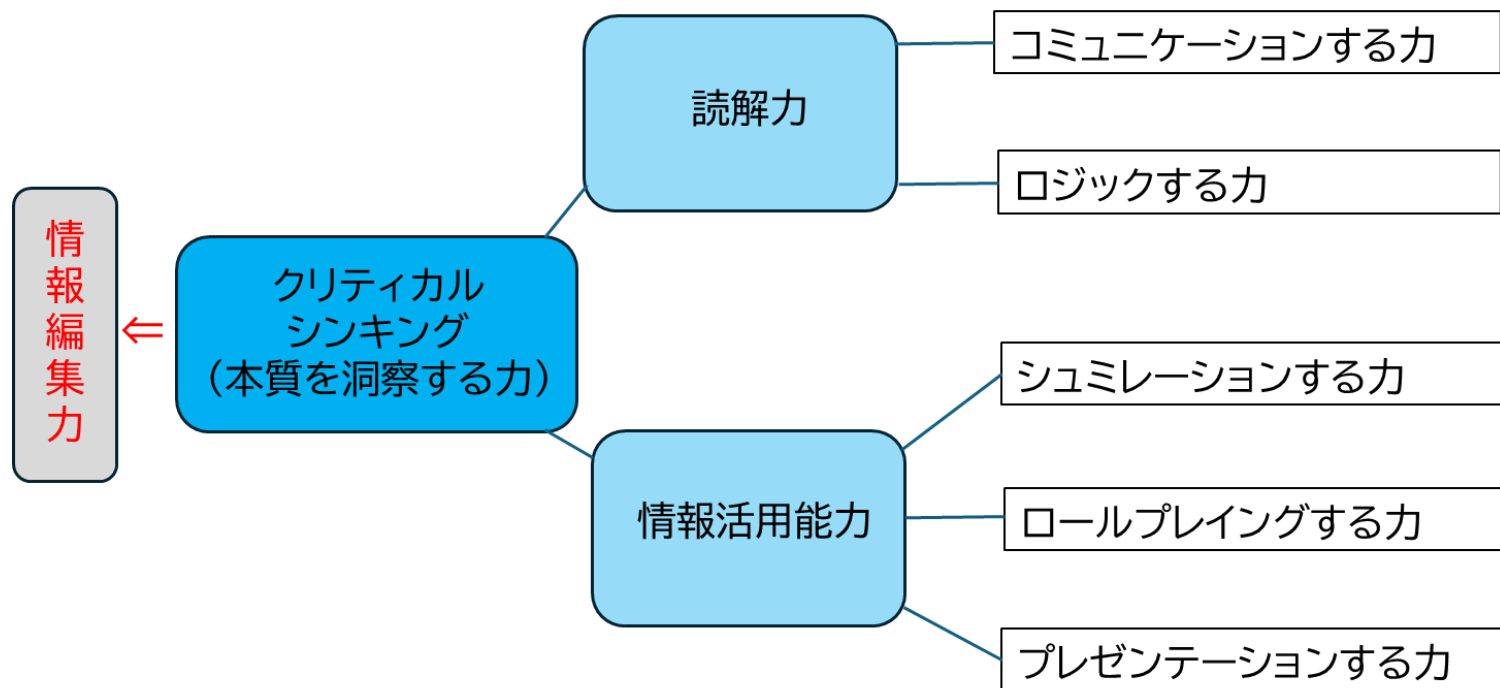 情報編集力
⇐
クリティカル
シンキング
（本質を洞察する力）
読解力
コミュニケーションする力
ロジックする力
情報活用能力
シュミレーションする力
ロールプレイングする力
プレゼンテーションする力